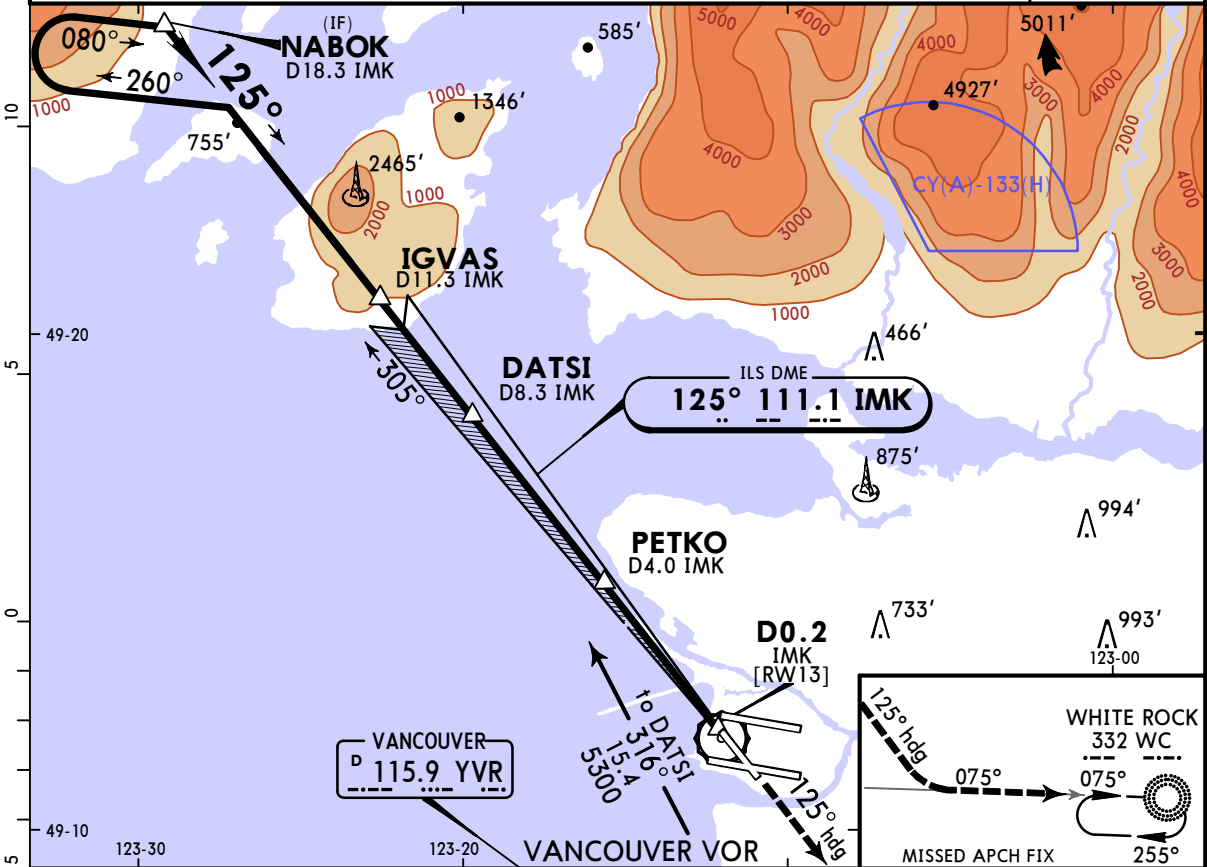 (IF)
NABOK
D18.3 IMK
080°
260°
125°
1000
10
755'
585'
1000
1346'
2465'
1000
2000
5000
4000
4000
5011'
4927'
3000
4000
2000
4000
CY(A)-133(H)
3000
2000
1000
4000
3000
2000
IGVAS
D11.3 IMK
49-20
5
305°
466'
DATSI
D8.3 IMK
ILS DME
125° 111.1 IMK
875'
994'
PETKO
D4.0 IMK
0
733'
993'
123-00
D0.2
IMK
[RW13]
to DATSI
316°
15.4
5300
VANCOUVER
D 115.9 YVR
125° hdg
125° hdg
WHITE ROCK
332 WC
075°
075°
255°
MISSED APCH FIX
49-10
5
123-30
123-20
VANCOUVER VOR